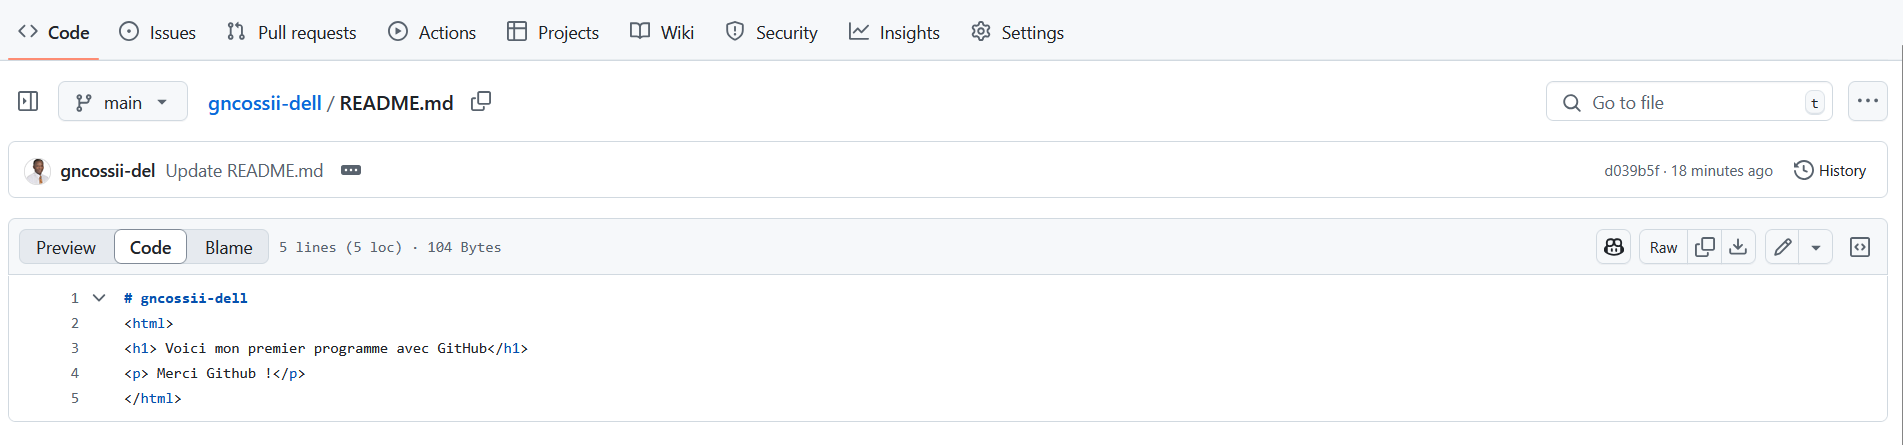 Code Issues Pull requests Actions Projects Wiki Security Insights Settings
main gncossii-dell / README.md Go to file t
gncossii-del Update README.md d039b5f · 18 minutes ago History
Preview Code Blame 5 lines (5 loc) · 104 Bytes Raw
1 # gncossii-dell
2 <html>
3 <h1> Voici mon premier programme avec GitHub</h1>
4 <p> Merci Github !</p>
5 </html>